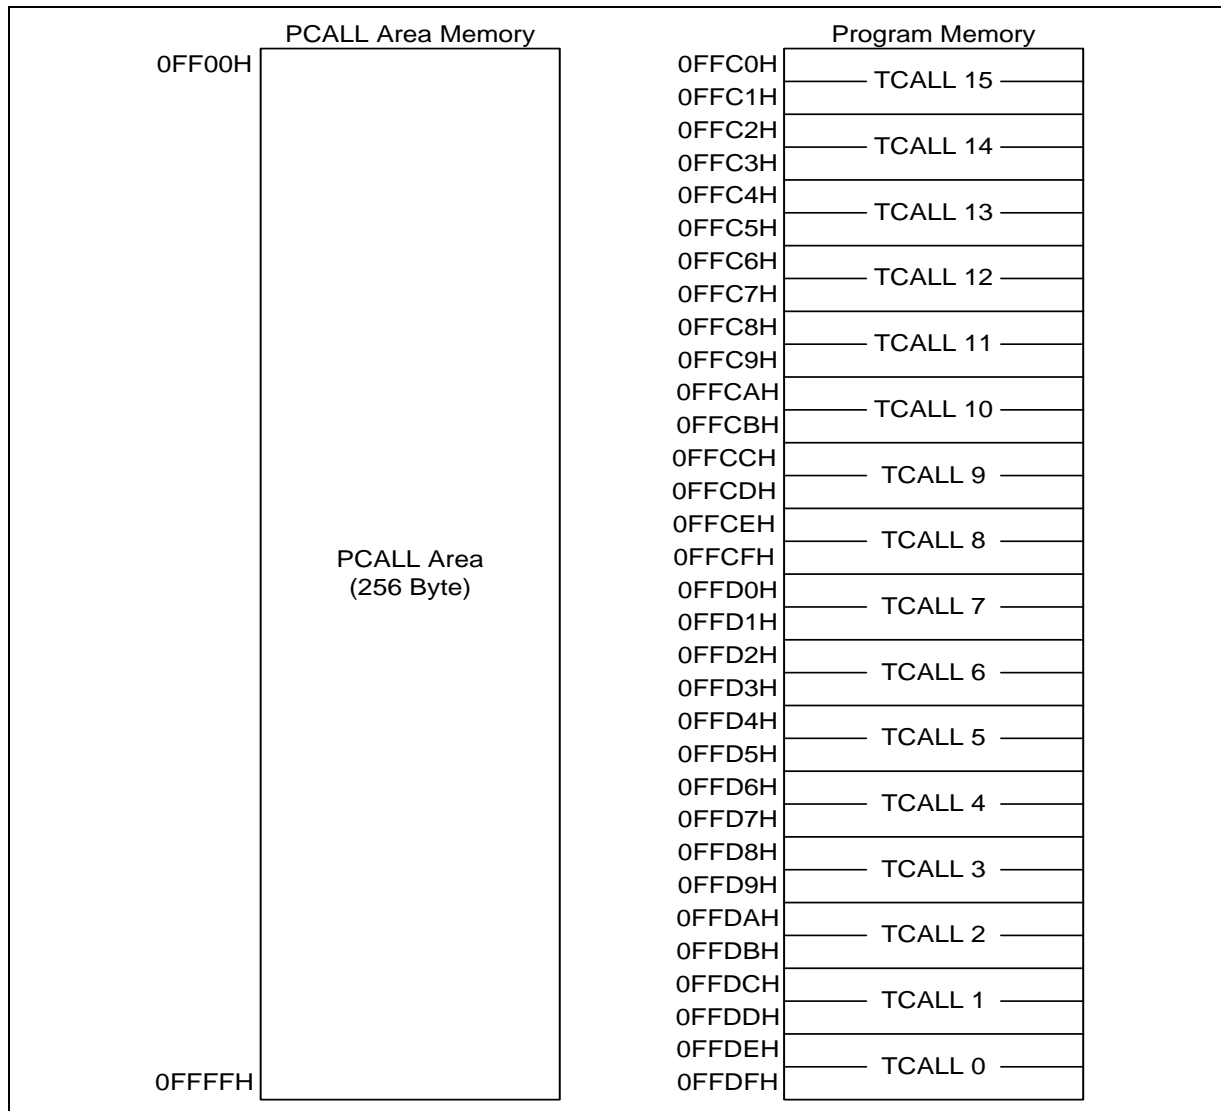 PCALL Area Memory
0FF00H
PCALL Area
(256 Byte)
0FFFFH
Program Memory
0FFC0H
TCALL 15
0FFC1H
0FFC2H
TCALL 14
0FFC3H
0FFC4H
TCALL 13
0FFC5H
0FFC6H
TCALL 12
0FFC7H
0FFC8H
TCALL 11
0FFC9H
0FFCAH
TCALL 10
0FFCBH
0FFCCH
TCALL 9
0FFCDH
0FFCEH
TCALL 8
0FFCFH
0FFD0H
TCALL 7
0FFD1H
0FFD2H
TCALL 6
0FFD3H
0FFD4H
TCALL 5
0FFD5H
0FFD6H
TCALL 4
0FFD7H
0FFD8H
TCALL 3
0FFD9H
0FFDAH
TCALL 2
0FFDBH
0FFDCH
TCALL 1
0FFDDH
0FFDEH
TCALL 0
0FFDFH